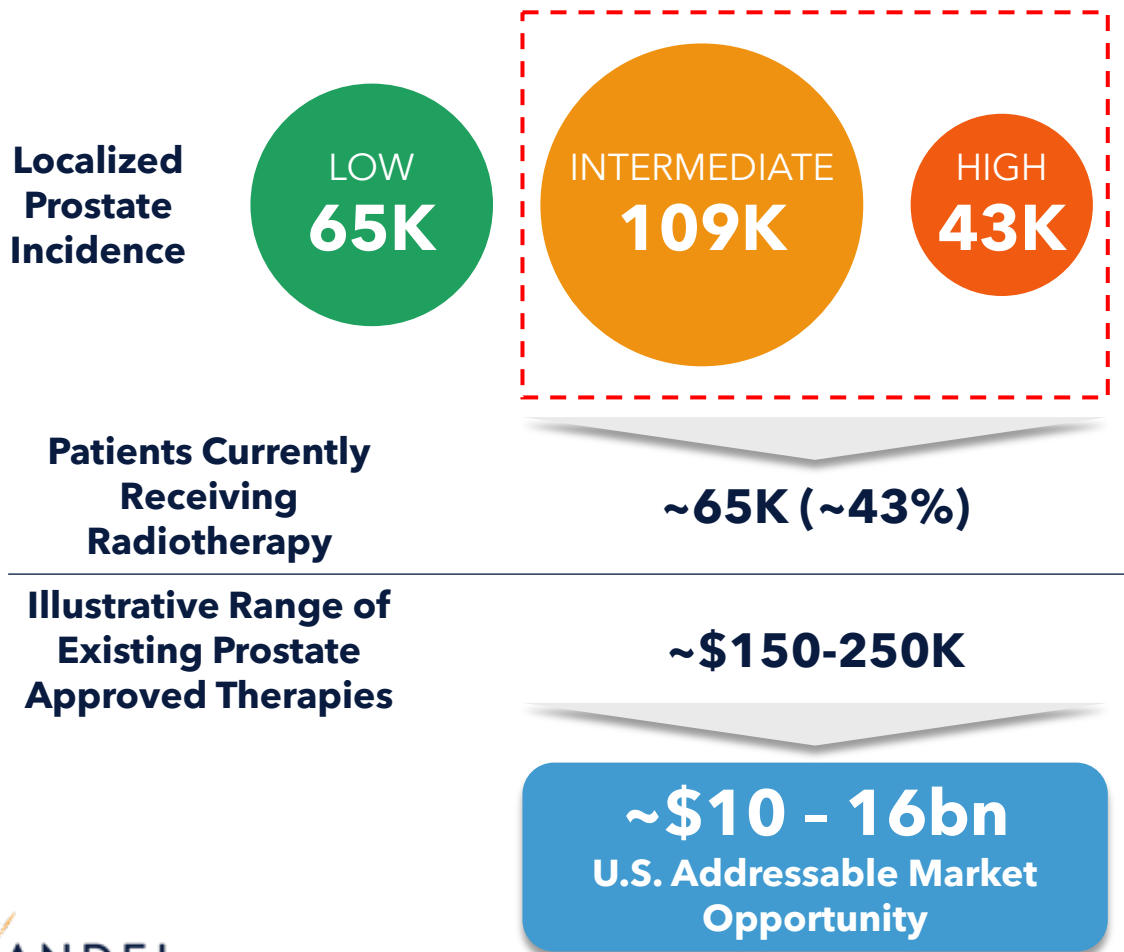 Localized
Prostate
Incidence
LOW
65K
INTERMEDIATE
109K
HIGH
43K
Patients Currently
Receiving
Radiotherapy
~65K (~43%)
Illustrative Range of
Existing Prostate
Approved Therapies
~$150-250K
~$10 – 16bn
U.S. Addressable Market
Opportunity